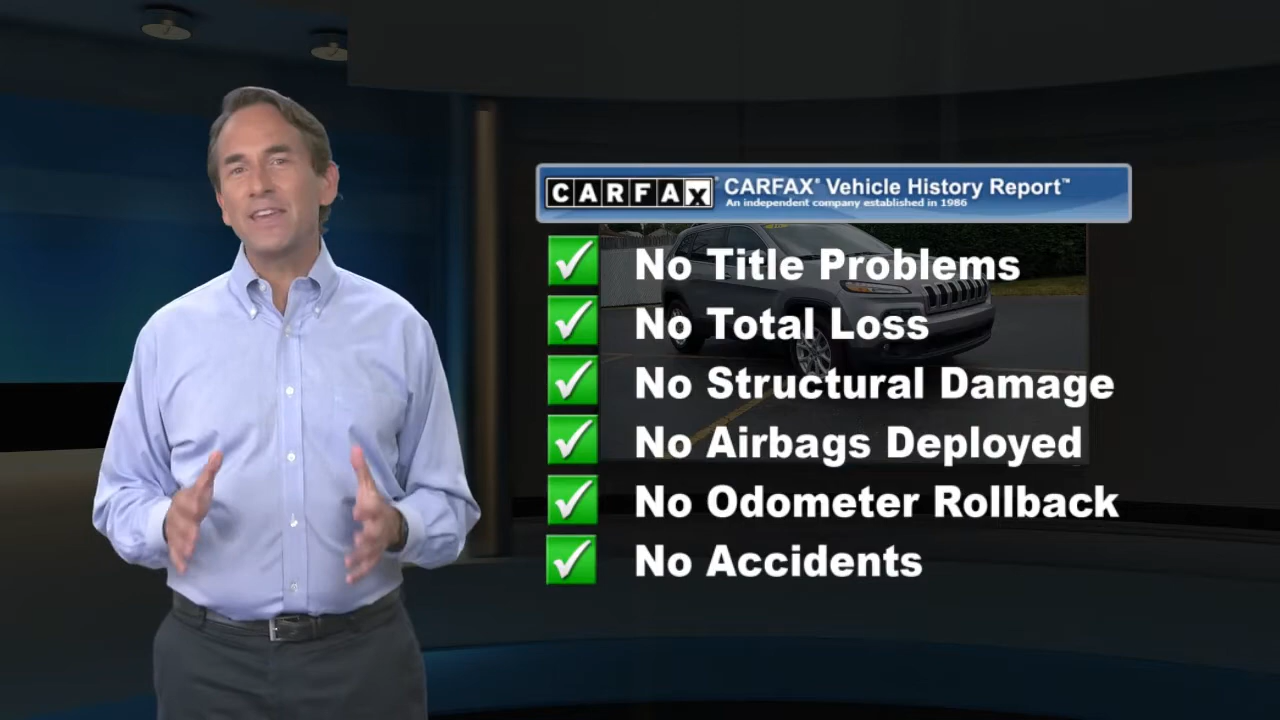 CARFAX
CARFAX® Vehicle History Report™
An independent company established in 1986
No Title Problems
No Total Loss
No Structural Damage
No Airbags Deployed
No Odometer Rollback
No Accidents